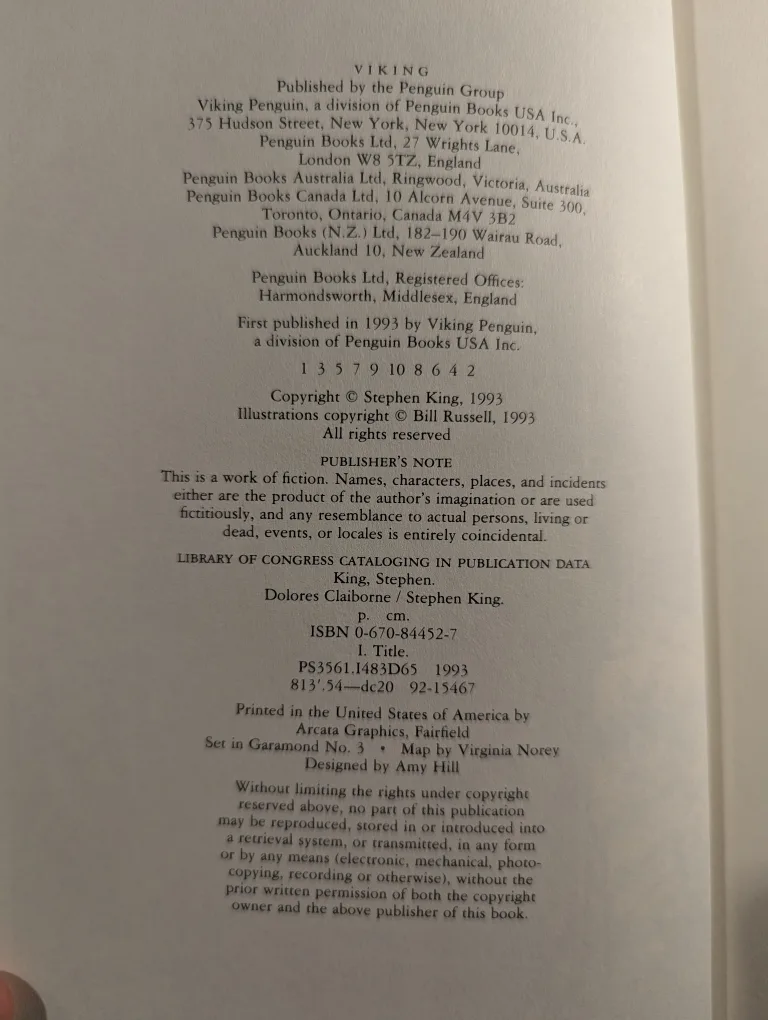 VIKING
Published by the Penguin Group
Viking Penguin, a division of Penguin Books USA Inc.,
375 Hudson Street, New York, New York 10014, U.S.A.
Penguin Books Ltd, 27 Wrights Lane,
London W8 5TZ, England
Penguin Books Australia Ltd, Ringwood, Victoria, Australia
Penguin Books Canada Ltd, 10 Alcorn Avenue, Suite 300,
Toronto, Ontario, Canada M4V 3B2
Penguin Books (N.Z.) Ltd, 182–190 Wairau Road,
Auckland 10, New Zealand
Penguin Books Ltd, Registered Offices:
Harmondsworth, Middlesex, England
First published in 1993 by Viking Penguin,
a division of Penguin Books USA Inc.
1 3 5 7 9 10 8 6 4 2
Copyright © Stephen King, 1993
Illustrations copyright © Bill Russell, 1993
All rights reserved
PUBLISHER'S NOTE
This is a work of fiction. Names, characters, places, and incidents
either are the product of the author's imagination or are used
fictitiously, and any resemblance to actual persons, living or
dead, events, or locales is entirely coincidental.
LIBRARY OF CONGRESS CATALOGING IN PUBLICATION DATA
King, Stephen.
Dolores Claiborne / Stephen King.
p. cm.
ISBN 0-670-84452-7
I. Title.
PS3561.I483D65 1993
813'.54—dc20 92-15467
Printed in the United States of America by
Arcata Graphics, Fairfield
Set in Garamond No. 3 • Map by Virginia Norey
Designed by Amy Hill
Without limiting the rights under copyright
reserved above, no part of this publication
may be reproduced, stored in or introduced into
a retrieval system, or transmitted, in any form
or by any means (electronic, mechanical, photo-
copying, recording or otherwise), without the
prior written permission of both the copyright
owner and the above publisher of this book.